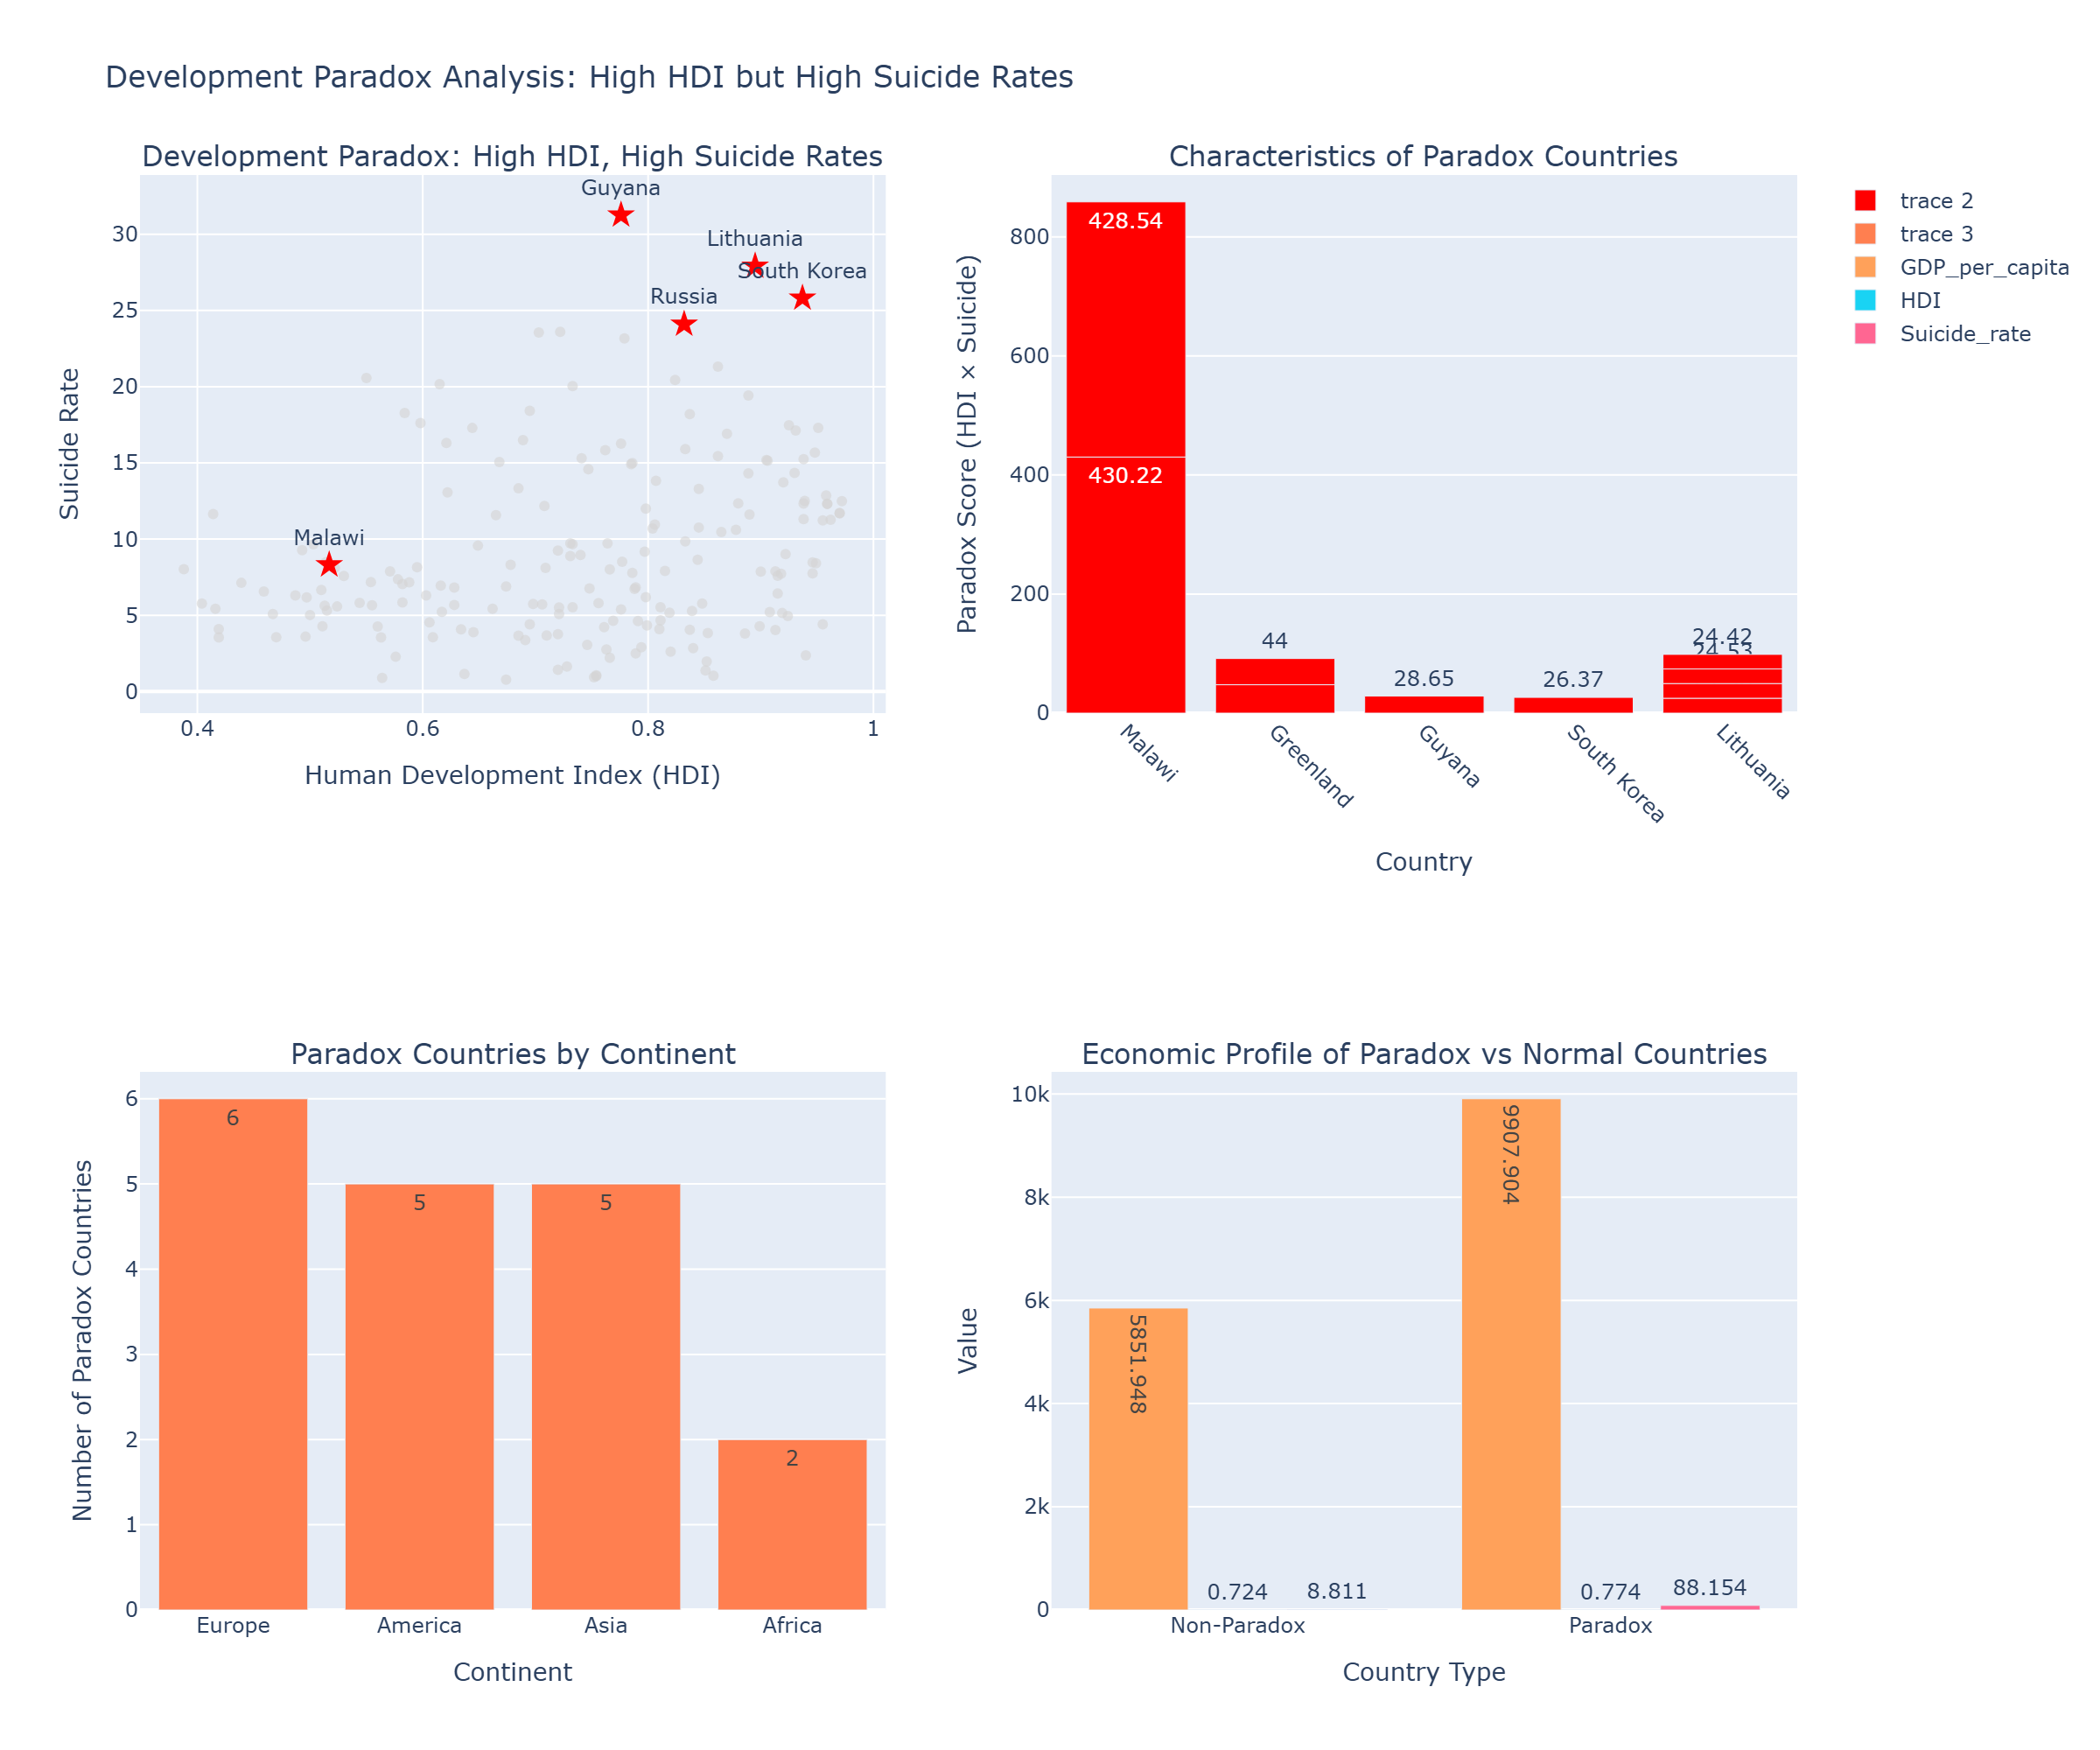 Development Paradox Analysis: High HDI but High Suicide Rates
Development Paradox: High HDI, High Suicide Rates
Guyana
Lithuania
South Korea
Russia
Malawi
30
25
20
15
10
5
0
0.4
0.6
0.8
1
Suicide Rate
Human Development Index (HDI)
Characteristics of Paradox Countries
428.54
430.22
44
28.65
26.37
24.42
24.53
800
600
400
200
0
Malawi
Greenland
Guyana
South Korea
Lithuania
Paradox Score (HDI × Suicide)
Country
trace 2
trace 3
GDP_per_capita
HDI
Suicide_rate
Paradox Countries by Continent
6
5
5
2
6
5
4
3
2
1
0
Europe
America
Asia
Africa
Number of Paradox Countries
Continent
Economic Profile of Paradox vs Normal Countries
5851.948
0.724
8.811
9907.904
0.774
88.154
10k
8k
6k
4k
2k
0
Non-Paradox
Paradox
Value
Country Type